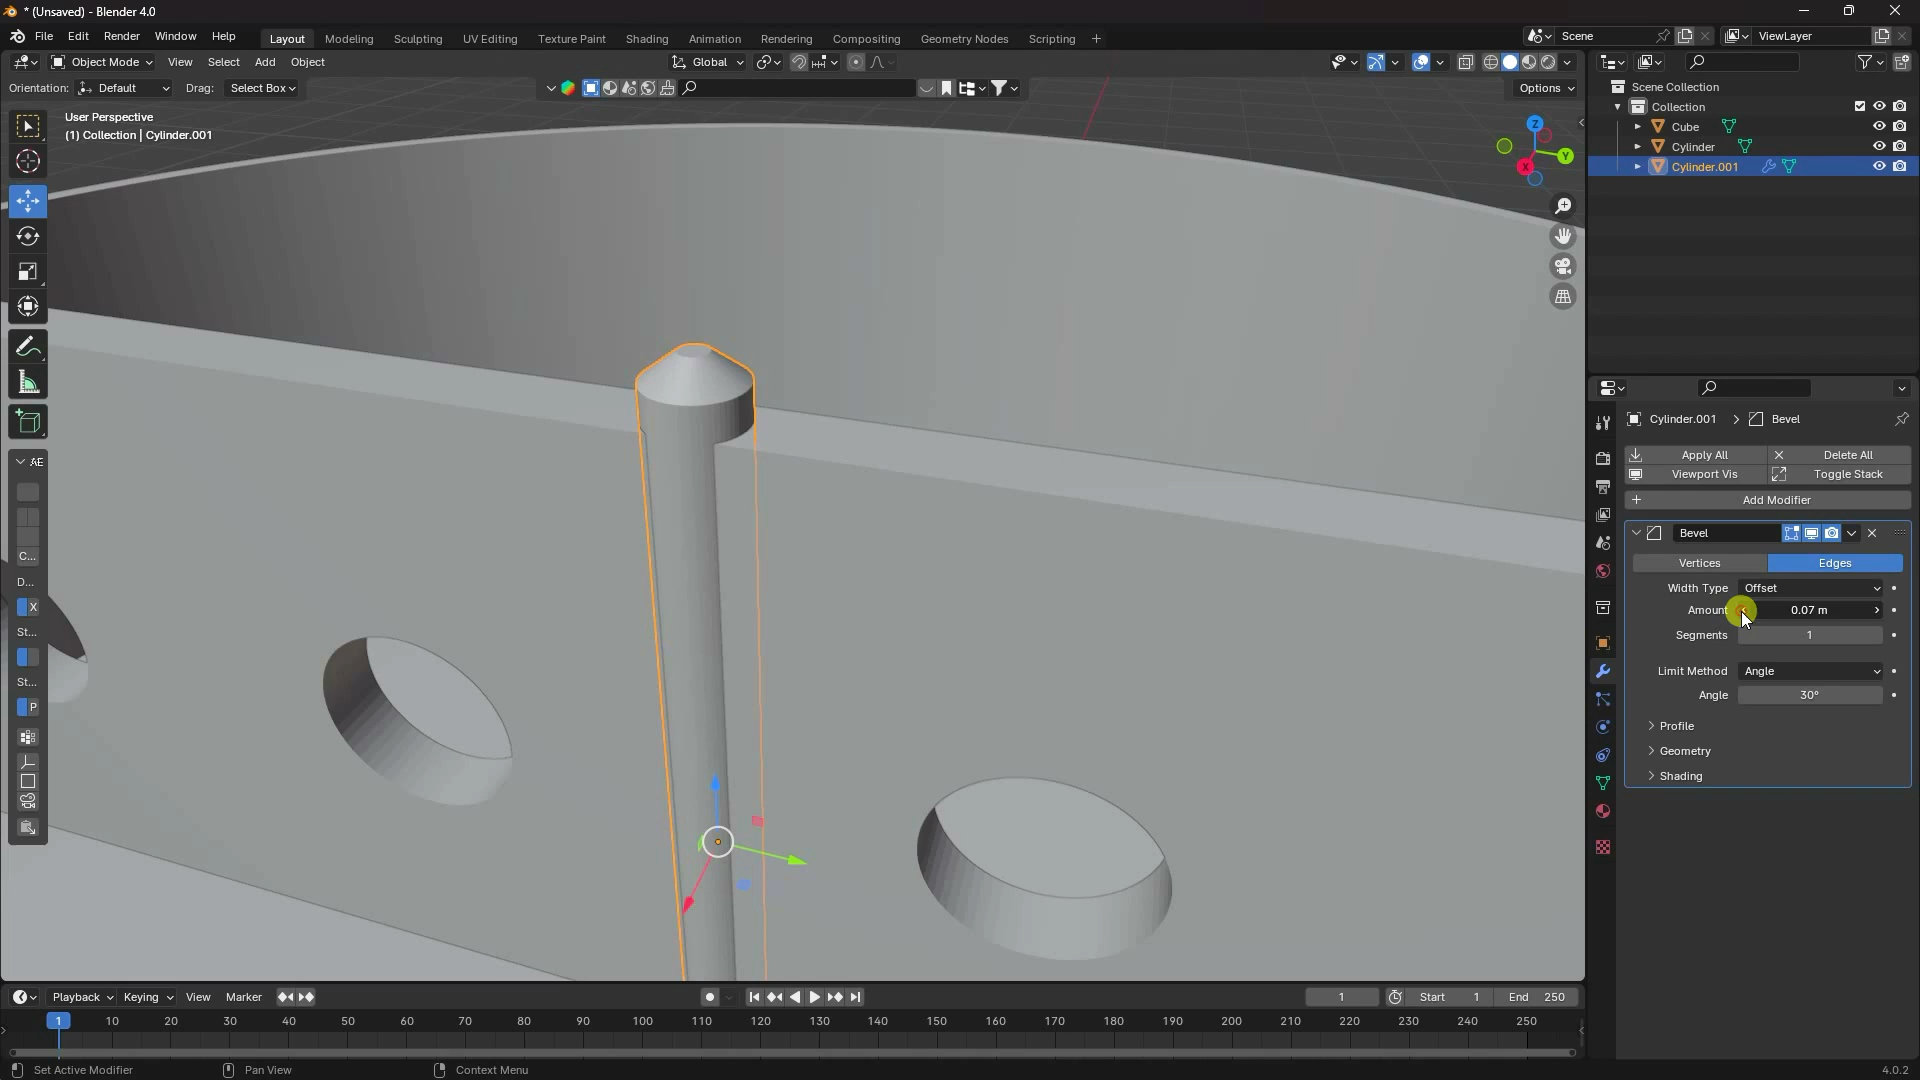 * (Unsaved) - Blender 4.0
File Edit Render Window Help
Layout Modeling Sculpting UV Editing Texture Paint Shading Animation Rendering Compositing Geometry Nodes Scripting +
Scene
ViewLayer
Object Mode View Select Add Object
Global
Orientation: Default Drag: Select Box
Options
User Perspective
(1) Collection | Cylinder.001
Z
Y
X
Scene Collection
Collection
Cube
Cylinder
Cylinder.001
AE
C...
D...
X
St...
St...
P
Cylinder.001 > Bevel
Apply All Delete All
Viewport Vis Toggle Stack
Add Modifier
Bevel
Vertices Edges
Width Type Offset
Amount 0.07 m
Segments 1
Limit Method Angle
Angle 30°
Profile
Geometry
Shading
Playback Keying View Marker
1 Start 1 End 250
1 10 20 30 40 50 60 70 80 90 100 110 120 130 140 150 160 170 180 190 200 210 220 230 240 250
Set Active Modifier Pan View Context Menu
4.0.2